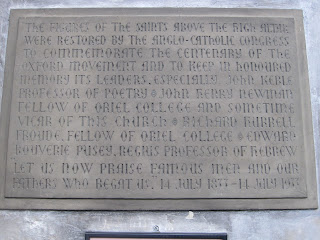 THE FIGURES OF THE SAINTS ABOVE THE HIGH ALTAR
WERE RESTORED BY THE ANGLO-CATHOLIC CONGRESS
TO COMMEMORATE THE CENTENARY OF THE
OXFORD MOVEMENT AND TO KEEP IN HONOURED
MEMORY ITS LEADERS, ESPECIALLY JOHN KEBLE
PROFESSOR OF POETRY JOHN HENRY NEWMAN
FELLOW OF ORIEL COLLEGE AND SOMETIME
VICAR OF THIS CHURCH RICHARD HURRELL
FROUDE, FELLOW OF ORIEL COLLEGE EDWARD
BOUVERIE PUSEY, REGIUS PROFESSOR OF HEBREW
LET US NOW PRAISE FAMOUS MEN AND OUR
FATHERS WHO BEGAT US. 14 JULY 1833-14 JULY 1933